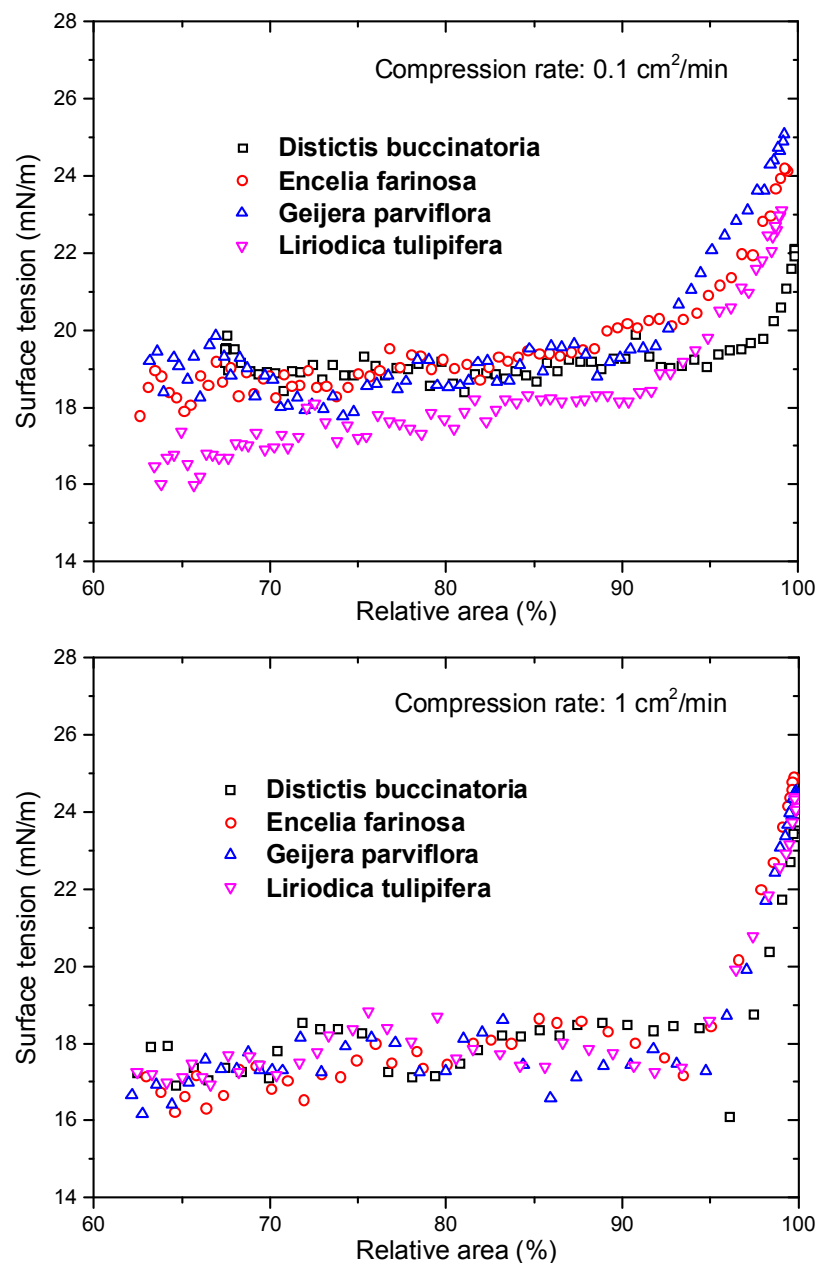 28
Compression rate: 0.1 cm²/min
26
Distictis buccinatoria
24
Encelia farinosa
Geijera parviflora
22
Liriodica tulipifera
20
18
16
14
60
70
80
90
100
Surface tension (mN/m)
Relative area (%)
28
Compression rate: 1 cm²/min
26
Distictis buccinatoria
24
Encelia farinosa
Geijera parviflora
22
Liriodica tulipifera
20
18
16
14
60
70
80
90
100
Surface tension (mN/m)
Relative area (%)